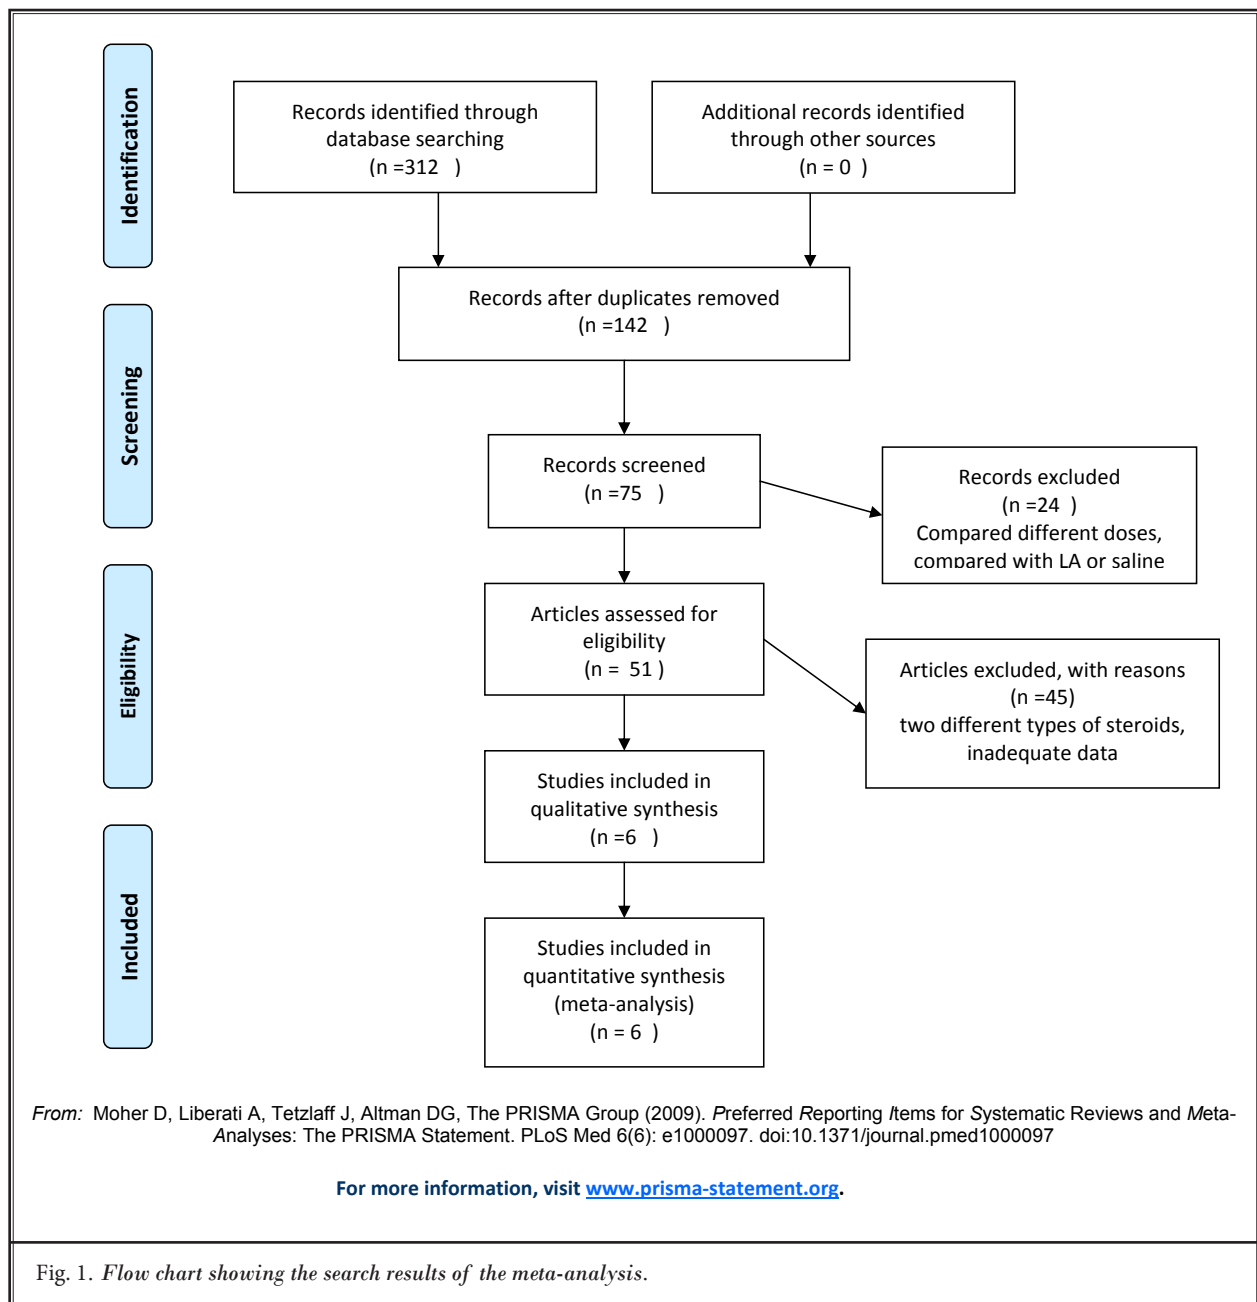 Identification
Records identified through
database searching
(n =312   )
Additional records identified
through other sources
(n = 0  )
Records after duplicates removed
(n =142   )
Screening
Records screened
(n =75   )
Records excluded
(n =24  )
Compared different doses,
compared with LA or saline
Eligibility
Articles assessed for
eligibility
(n =  51 )
Articles excluded, with reasons
(n =45)
two different types of steroids,
inadequate data
Studies included in
qualitative synthesis
(n =6    )
Included
Studies included in
quantitative synthesis
(meta-analysis)
(n = 6  )
From:  Moher D, Liberati A, Tetzlaff J, Altman DG, The PRISMA Group (2009). Preferred Reporting Items for Systematic Reviews and Meta-
Analyses: The PRISMA Statement. PLoS Med 6(6): e1000097. doi:10.1371/journal.pmed1000097
For more information, visit www.prisma-statement.org.
Fig. 1. Flow chart showing the search results of the meta-analysis.